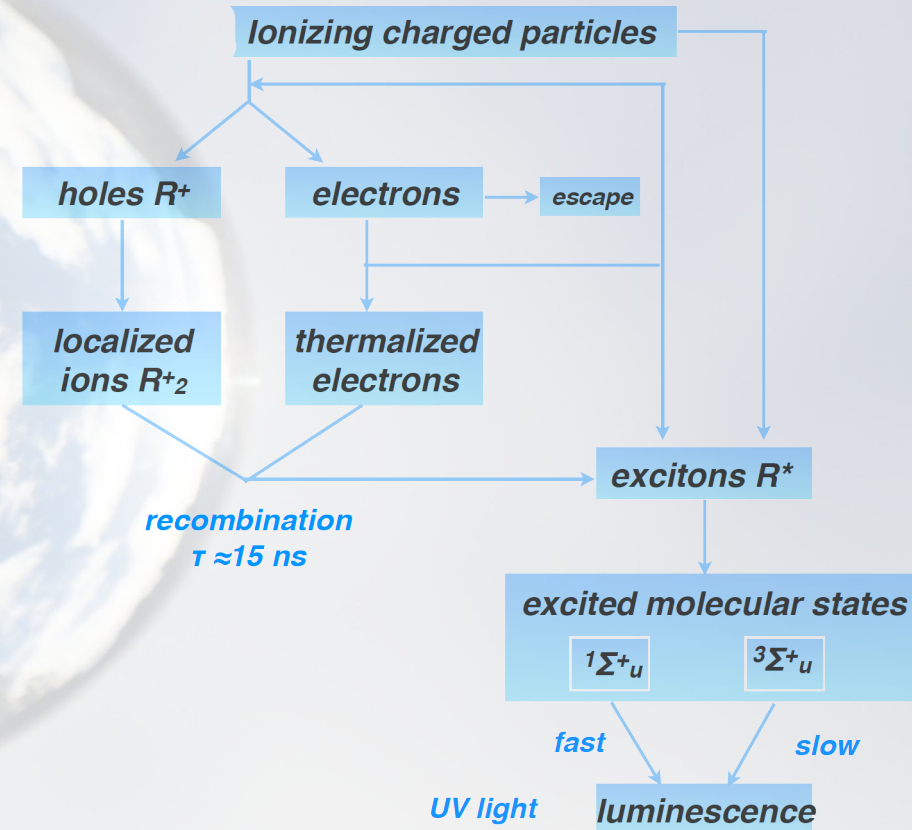 Ionizing charged particles
holes R⁺
electrons
escape
localized
ions R⁺₂
thermalized
electrons
excitons R*
recombination
τ ≈15 ns
excited molecular states
¹Σ⁺ᵤ
³Σ⁺ᵤ
fast
slow
UV light
luminescence